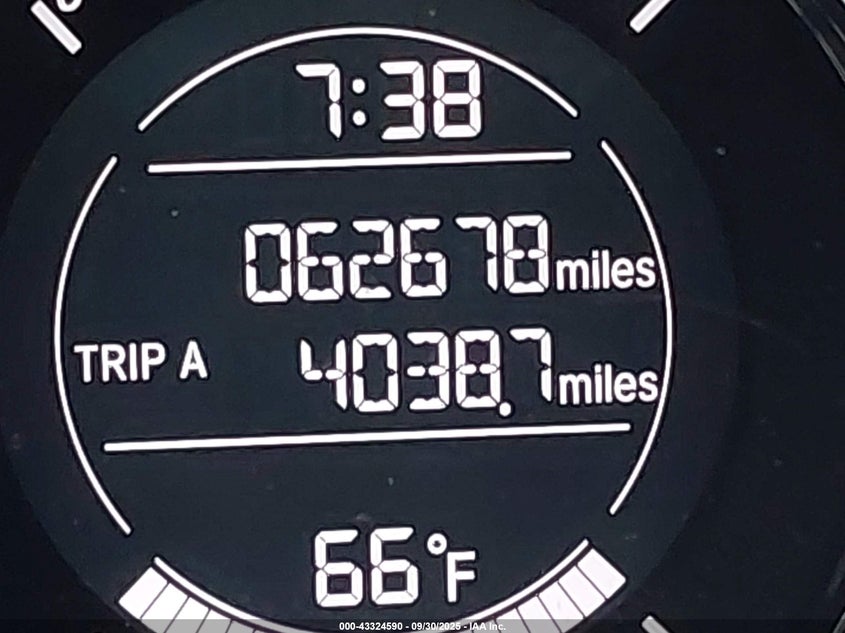 7:38
062678 miles
TRIP A 4038.7 miles
66°F
000-43324590 - 09/30/2025 - IAA Inc.